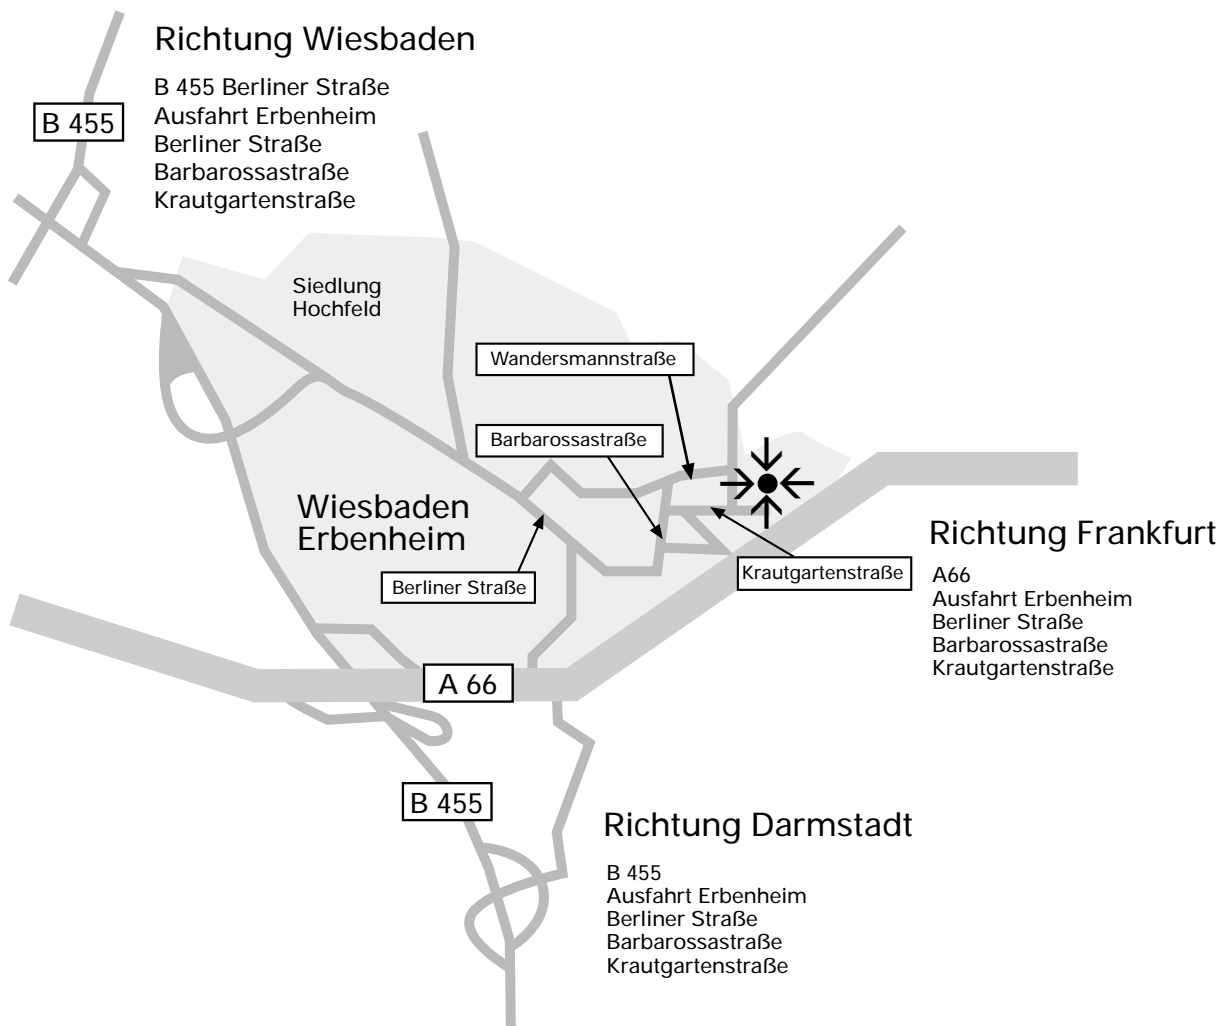 Richtung Wiesbaden
B 455 Berliner Straße
Ausfahrt Erbenheim
Berliner Straße
Barbarossastraße
Krautgartenstraße
B 455
Siedlung
Hochfeld
Wandersmannstraße
Barbarossastraße
Wiesbaden
Erbenheim
Berliner Straße
Krautgartenstraße
Richtung Frankfurt
A66
Ausfahrt Erbenheim
Berliner Straße
Barbarossastraße
Krautgartenstraße
A 66
B 455
Richtung Darmstadt
B 455
Ausfahrt Erbenheim
Berliner Straße
Barbarossastraße
Krautgartenstraße